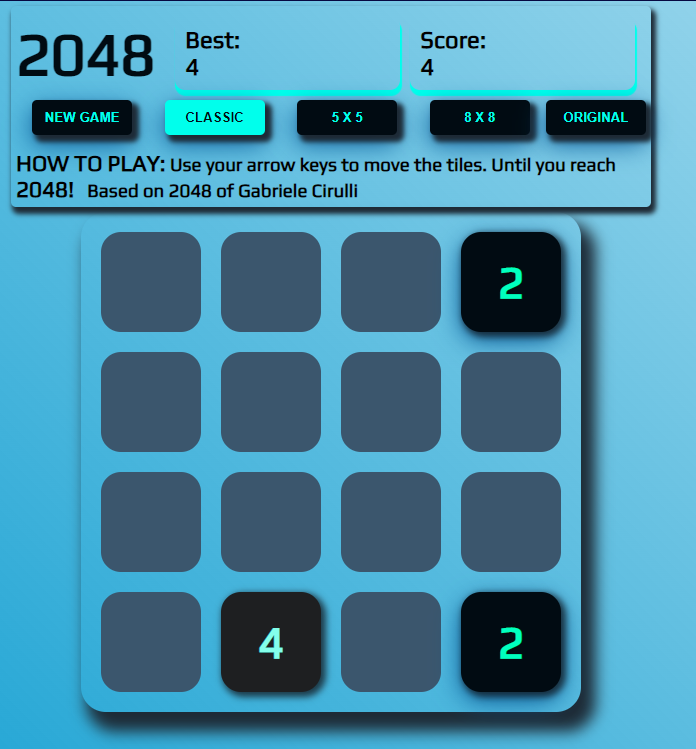 2048
Best:
4
Score:
4
NEW GAME
CLASSIC
5 X 5
8 X 8
ORIGINAL
HOW TO PLAY: Use your arrow keys to move the tiles. Until you reach
2048! Based on 2048 of Gabriele Cirulli
2
4
2